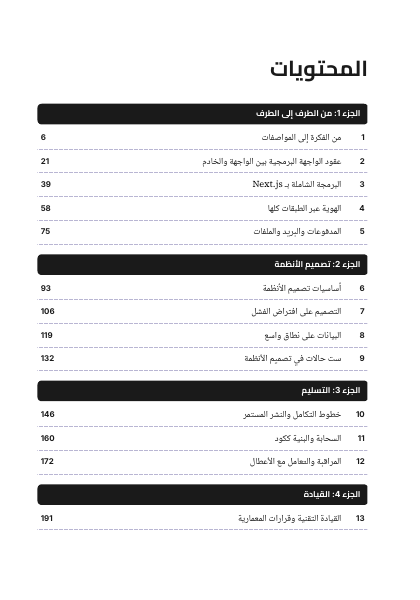 المحتويات
الجزء 1: من الطرف إلى الطرف
1 من الفكرة إلى المواصفات 6
2 عقود الواجهة البرمجية بين الواجهة والخادم 21
3 البرمجة الشاملة بـ Next.js 39
4 الهوية عبر الطبقات كلها 58
5 المدفوعات والبريد والملفات 75
الجزء 2: تصميم الأنظمة
6 أساسيات تصميم الأنظمة 93
7 التصميم على افتراض الفشل 106
8 البيانات على نطاق واسع 119
9 ست حالات في تصميم الأنظمة 132
الجزء 3: التسليم
10 خطوط التكامل والنشر المستمر 146
11 السحابة والبنية ككود 160
12 المراقبة والتعامل مع الأعطال 172
الجزء 4: القيادة
13 القيادة التقنية وقرارات المعمارية 191